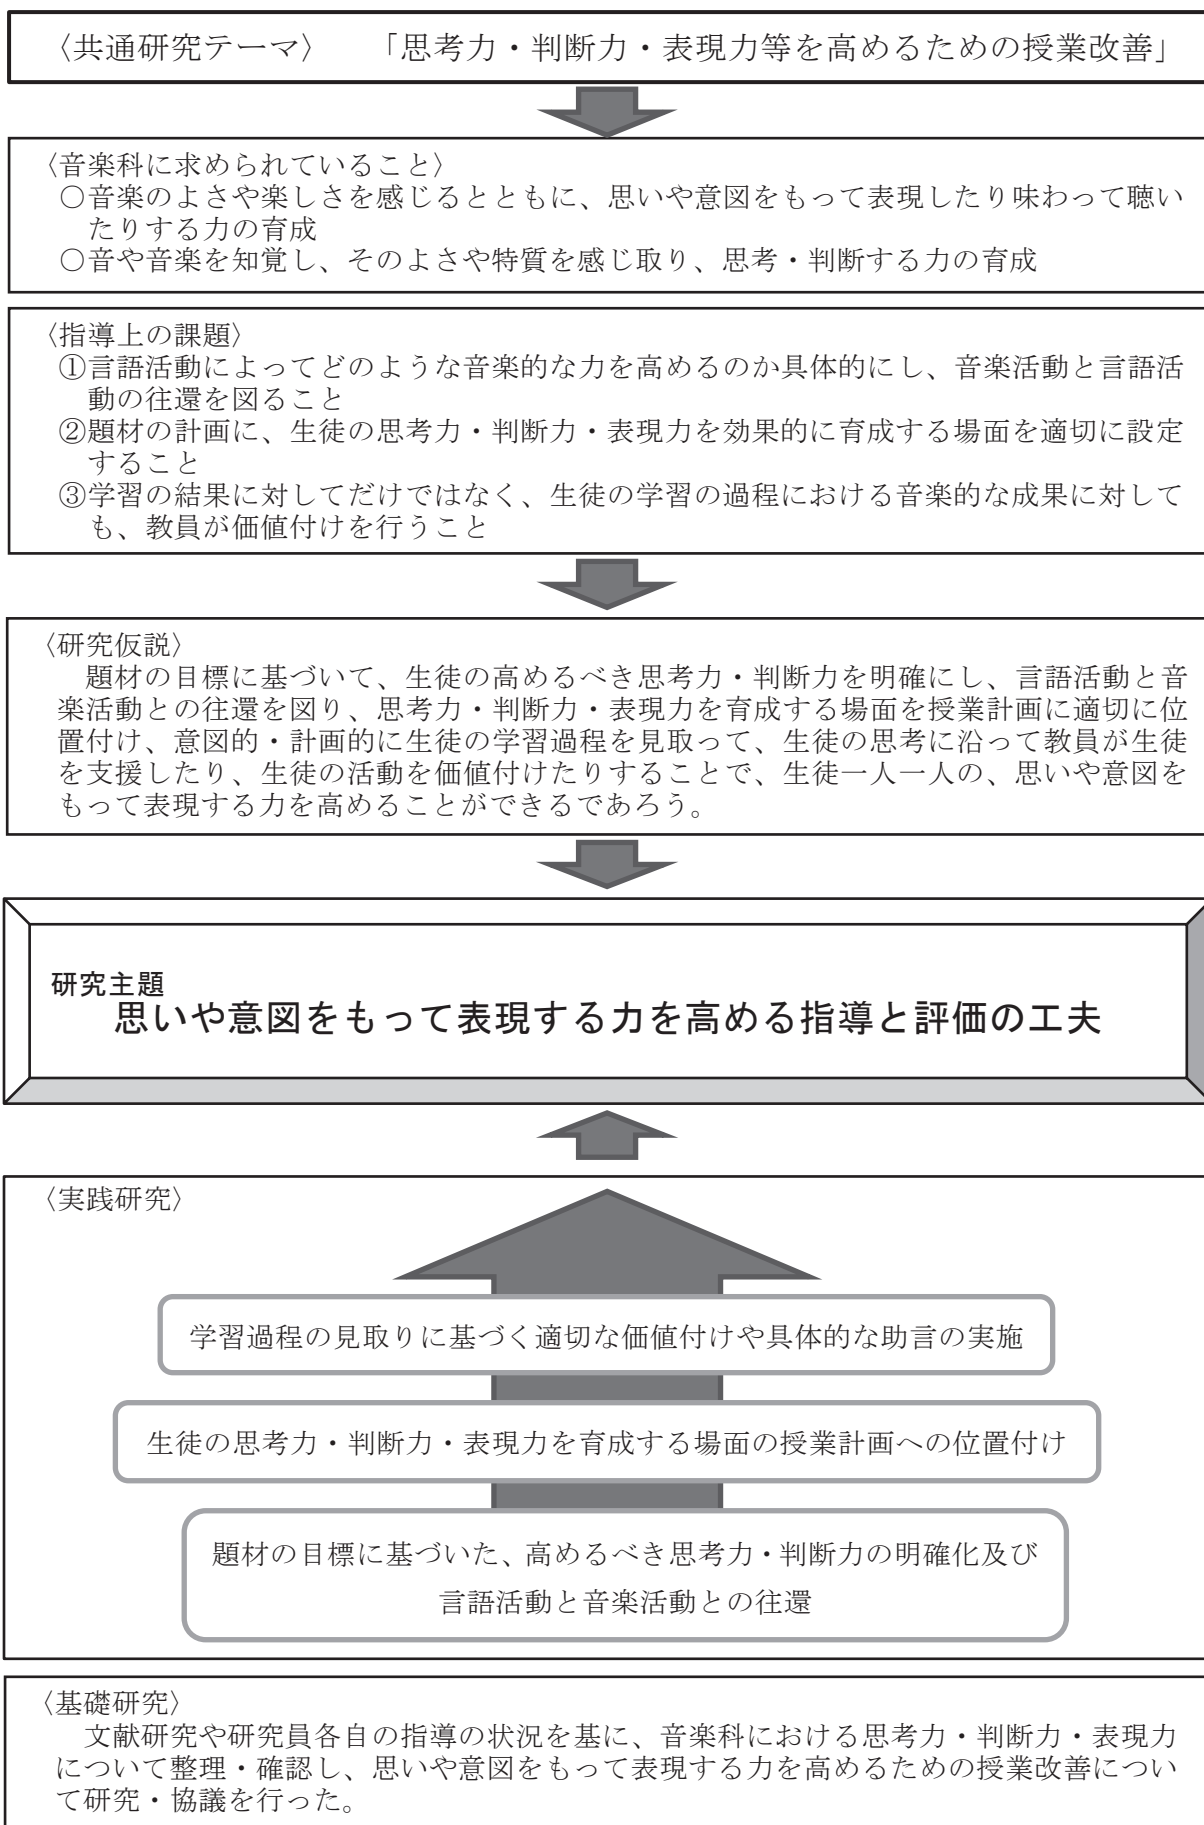 〈共通研究テーマ〉　「思考力・判断力・表現力等を高めるための授業改善」
〈音楽科に求められていること〉
○音楽のよさや楽しさを感じるとともに、思いや意図をもって表現したり味わって聴い
たりする力の育成
○音や音楽を知覚し、そのよさや特質を感じ取り、思考・判断する力の育成
〈指導上の課題〉
①言語活動によってどのような音楽的な力を高めるのか具体的にし、音楽活動と言語活
動の往還を図ること
②題材の計画に、生徒の思考力・判断力・表現力を効果的に育成する場面を適切に設定
すること
③学習の結果に対してだけではなく、生徒の学習の過程における音楽的な成果に対して
も、教員が価値付けを行うこと
〈研究仮説〉
題材の目標に基づいて、生徒の高めるべき思考力・判断力を明確にし、言語活動と音
楽活動との往還を図り、思考力・判断力・表現力を育成する場面を授業計画に適切に位
置付け、意図的・計画的に生徒の学習過程を見取って、生徒の思考に沿って教員が生徒
を支援したり、生徒の活動を価値付けたりすることで、生徒一人一人の、思いや意図を
もって表現する力を高めることができるであろう。
研究主題
思いや意図をもって表現する力を高める指導と評価の工夫
〈実践研究〉
学習過程の見取りに基づく適切な価値付けや具体的な助言の実施
生徒の思考力・判断力・表現力を育成する場面の授業計画への位置付け
題材の目標に基づいた、高めるべき思考力・判断力の明確化及び
言語活動と音楽活動との往還
〈基礎研究〉
文献研究や研究員各自の指導の状況を基に、音楽科における思考力・判断力・表現力
について整理・確認し、思いや意図をもって表現する力を高めるための授業改善につい
て研究・協議を行った。